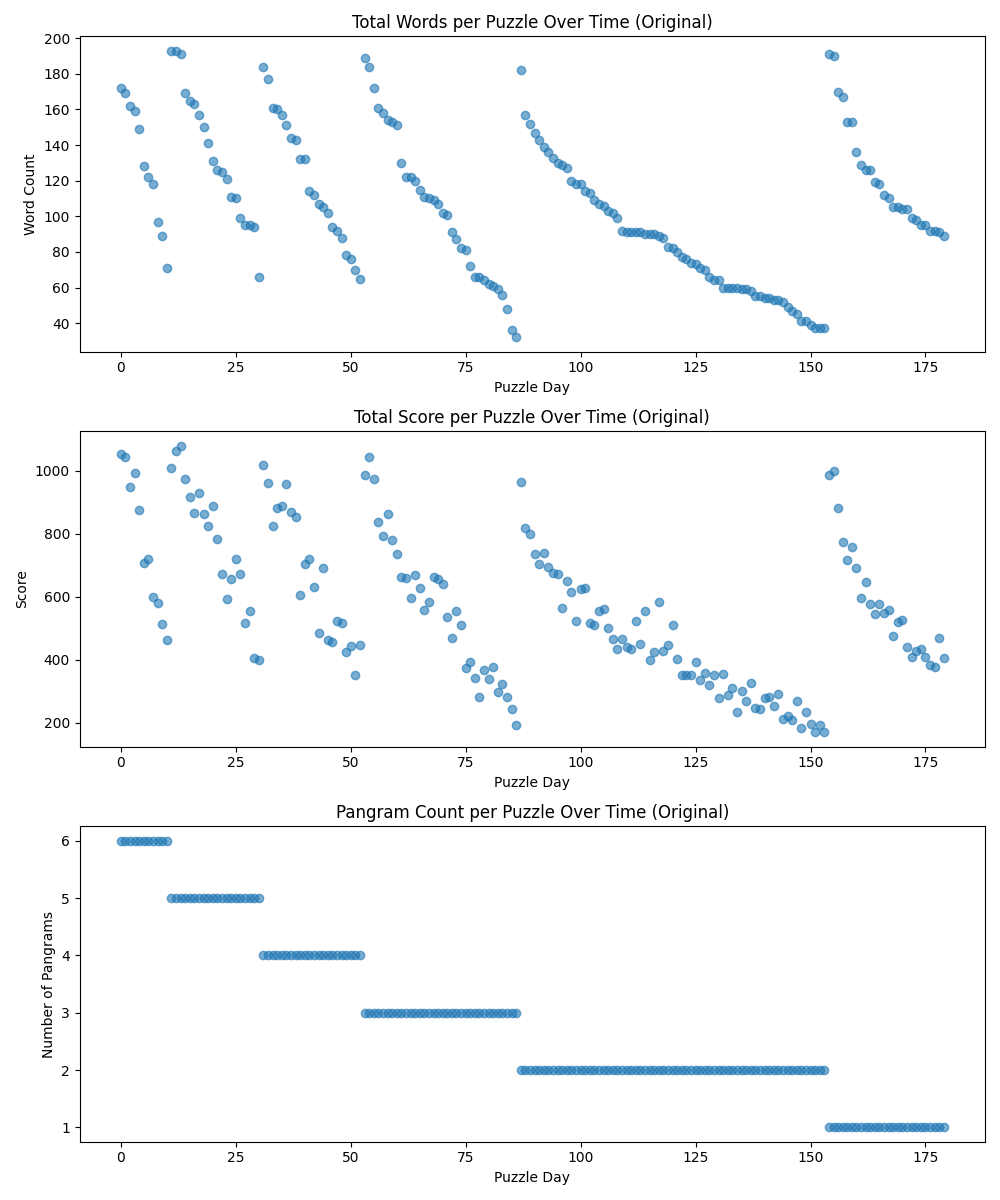 Total Words per Puzzle Over Time (Original)
200
180
160
140
120
100
80
60
40
Word Count
0 25 50 75 100 125 150 175
Puzzle Day
Total Score per Puzzle Over Time (Original)
1000
800
600
400
200
Score
0 25 50 75 100 125 150 175
Puzzle Day
Pangram Count per Puzzle Over Time (Original)
6
5
4
3
2
1
Number of Pangrams
0 25 50 75 100 125 150 175
Puzzle Day